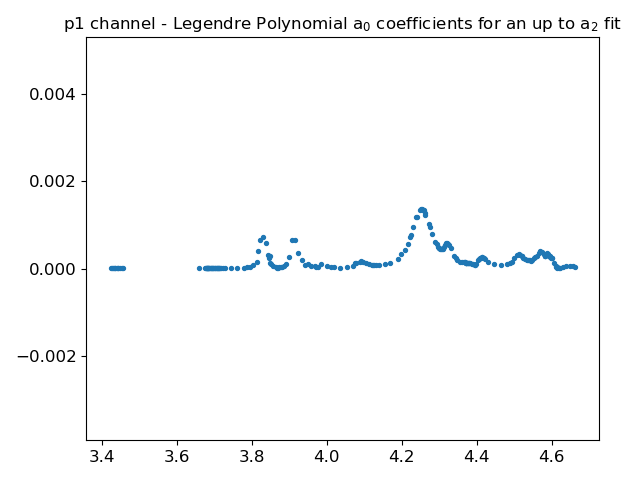 p1 channel - Legendre Polynomial a₀ coefficients for an up to a₂ fit
0.004
0.002
0.000
−0.002
3.4 3.6 3.8 4.0 4.2 4.4 4.6